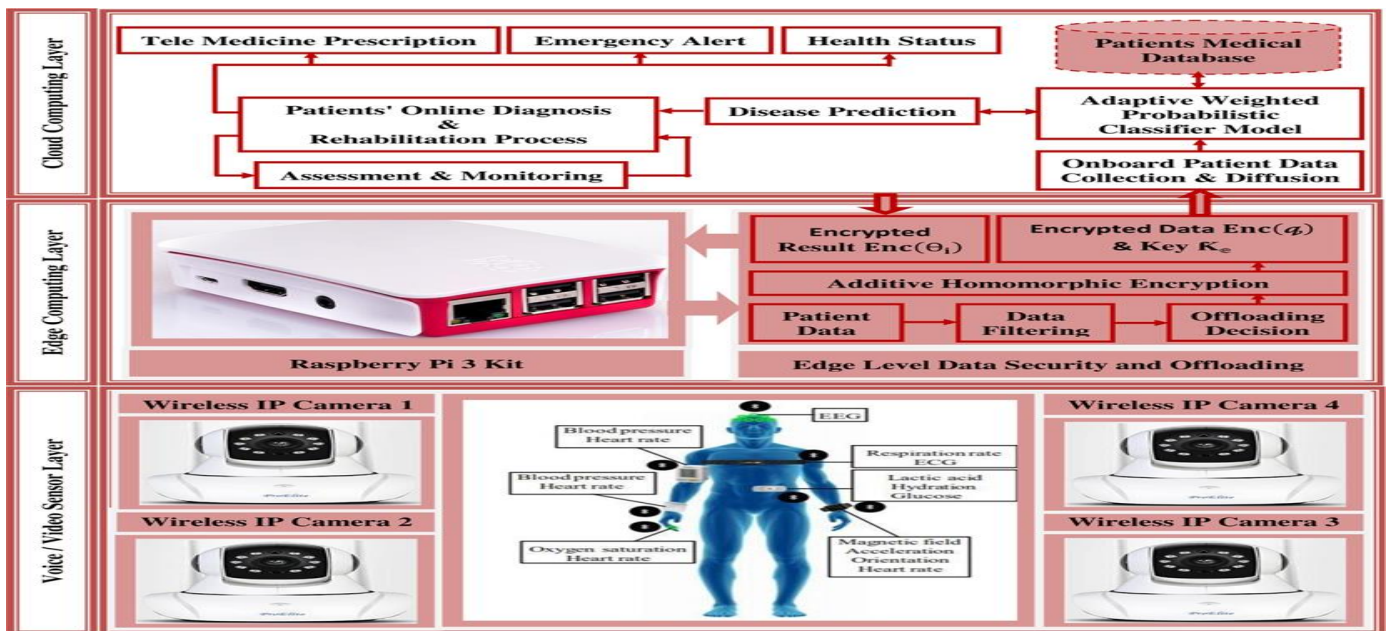 Cloud Computing Layer
Tele Medicine Prescription
Emergency Alert
Health Status
Patients Medical
Database
Patients' Online Diagnosis
&
Rehabilitation Process
Disease Prediction
Adaptive Weighted
Probabilistic
Classifier Model
Assessment & Monitoring
Onboard Patient Data
Collection & Diffusion
Edge Computing Layer
Encrypted
Result Enc(Θᵢ)
Encrypted Data Enc(𝓆ᵢ)
& Key Ҟₑ
Additive Homomorphic Encryption
Patient
Data
Data
Filtering
Offloading
Decision
Raspberry Pi 3 Kit
Edge Level Data Security and Offloading
Voice / Video Sensor Layer
Wireless IP Camera 1
Wireless IP Camera 2
EEG
Blood pressure
Heart rate
Respiration rate
ECG
Blood pressure
Heart rate
Lactic acid
Hydration
Glucose
Oxygen saturation
Heart rate
Magnetic field
Acceleration
Orientation
Heart rate
Wireless IP Camera 4
Wireless IP Camera 3
ProElite
ProElite
ProElite
ProElite